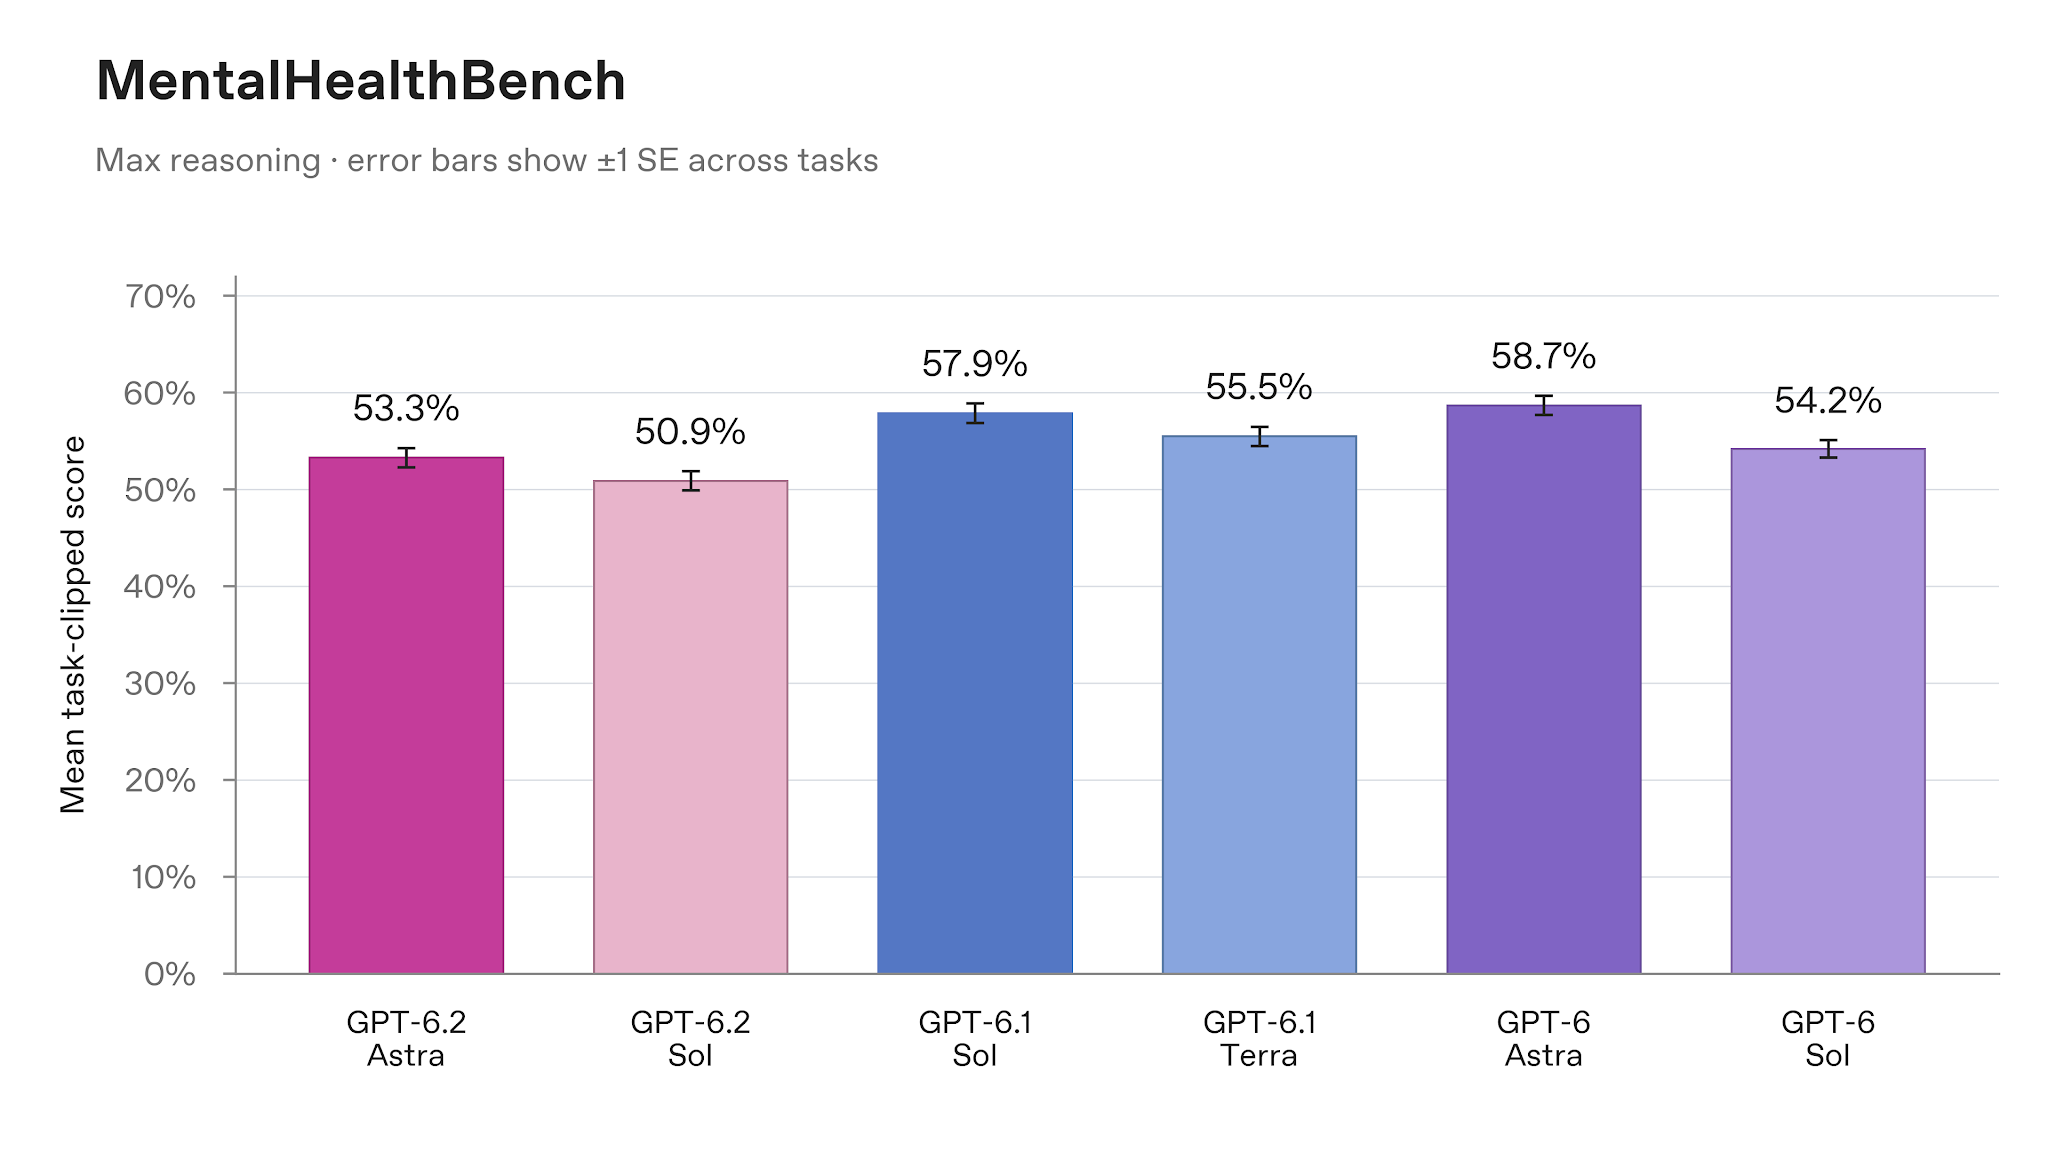 MentalHealthBench
Max reasoning · error bars show ±1 SE across tasks
Mean task-clipped score
70%
60%
50%
40%
30%
20%
10%
0%
53.3%
50.9%
57.9%
55.5%
58.7%
54.2%
GPT-6.2
Astra
GPT-6.2
Sol
GPT-6.1
Sol
GPT-6.1
Terra
GPT-6
Astra
GPT-6
Sol